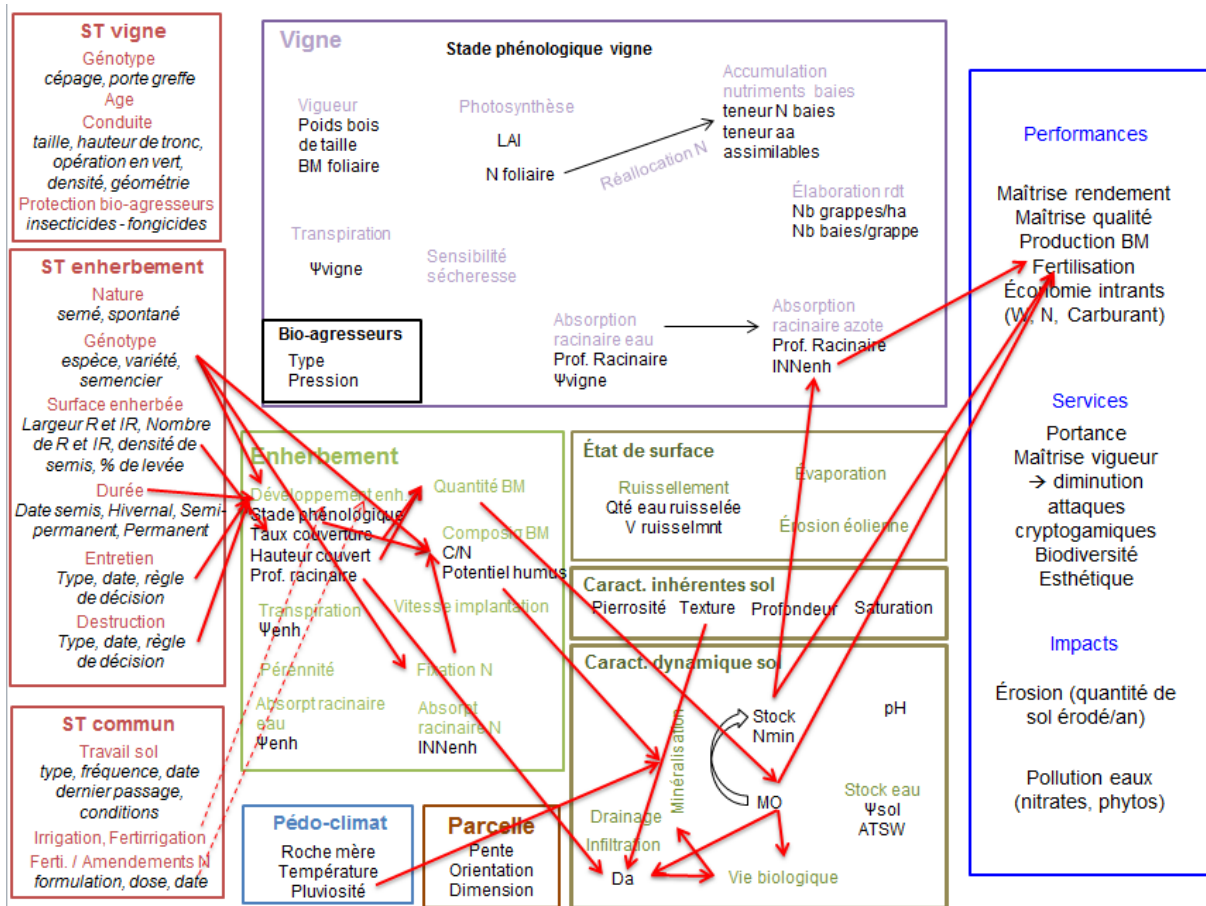 ST vigne
Génotype
cépage, porte greffe
Age
Conduite
taille, hauteur de tronc,
opération en vert,
densité, géométrie
Protection bio-agresseurs
insecticides - fongicides
ST enherbement
Nature
semé, spontané
Génotype
espèce, variété,
semencier
Surface enherbée
Largeur R et IR, Nombre
de R et IR, densité de
semis, % de levée
Durée
Date semis, Hivernal, Semi-
permanent, Permanent
Entretien
Type, date, règle
de décision
Destruction
Type, date, règle
de décision
ST commun
Travail sol
type, fréquence, date
dernier passage,
conditions
Irrigation, Fertirrigation
Ferti. / Amendements N
formulation, dose, date
Vigne
Stade phénologique vigne
Vigueur
Poids bois
de taille
BM foliaire
Photosynthèse
LAI
N foliaire
Réallocation N
Accumulation
nutriments baies
teneur N baies
teneur aa
assimilables
Élaboration rdt
Nb grappes/ha
Nb baies/grappe
Transpiration
Ψvigne
Sensibilité
sécheresse
Bio-agresseurs
Type
Pression
Absorption
racinaire eau
Prof. Racinaire
Ψvigne
Absorption
racinaire azote
Prof. Racinaire
INNenh
Enherbement
Développement enh.
Stade phénologique
Taux couverture
Hauteur couvert
Prof. racinaire
Quantité BM
Composiq BM
C/N
Potentiel humus
Transpiration
Ψenh
Vitesse implantation
Pérennité
Fixation N
Absorpt racinaire
eau
Ψenh
Absorpt
racinaire N
INNenh
Pédo-climat
Roche mère
Température
Pluviosité
Parcelle
Pente
Orientation
Dimension
État de surface
Ruissellement
Qté eau ruisselée
V ruisselmnt
Évaporation
Érosion éolienne
Caract. inhérentes sol
Pierrosité Texture Profondeur Saturation
Caract. dynamique sol
Minéralisation
Stock
Nmin
pH
MO
Stock eau
Ψsol
ATSW
Drainage
Infiltration
Da
Vie biologique
Performances
Maîtrise rendement
Maîtrise qualité
Production BM
Fertilisation
Économie intrants
(W, N, Carburant)
Services
Portance
Maîtrise vigueur
→ diminution
attaques
cryptogamiques
Biodiversité
Esthétique
Impacts
Érosion (quantité de
sol érodé/an)
Pollution eaux
(nitrates, phytos)